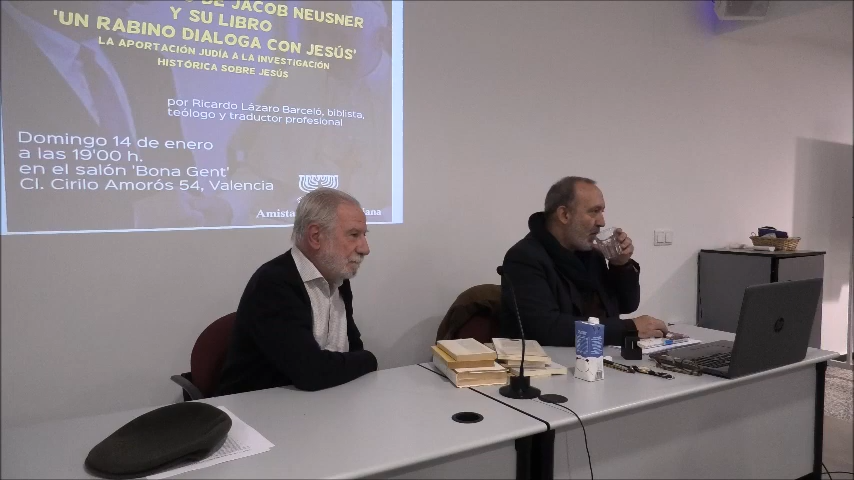 DE JACOB NEUSNER
Y SU LIBRO
'UN RABINO DIALOGA CON JESÚS'
LA APORTACIÓN JUDÍA A LA INVESTIGACIÓN
HISTÓRICA SOBRE JESÚS
por Ricardo Lázaro Barceló, biblista,
teólogo y traductor profesional
Domingo 14 de enero
a las 19'00 h.
en el salón 'Bona Gent'
Cl. Cirilo Amorós 54, Valencia
hp